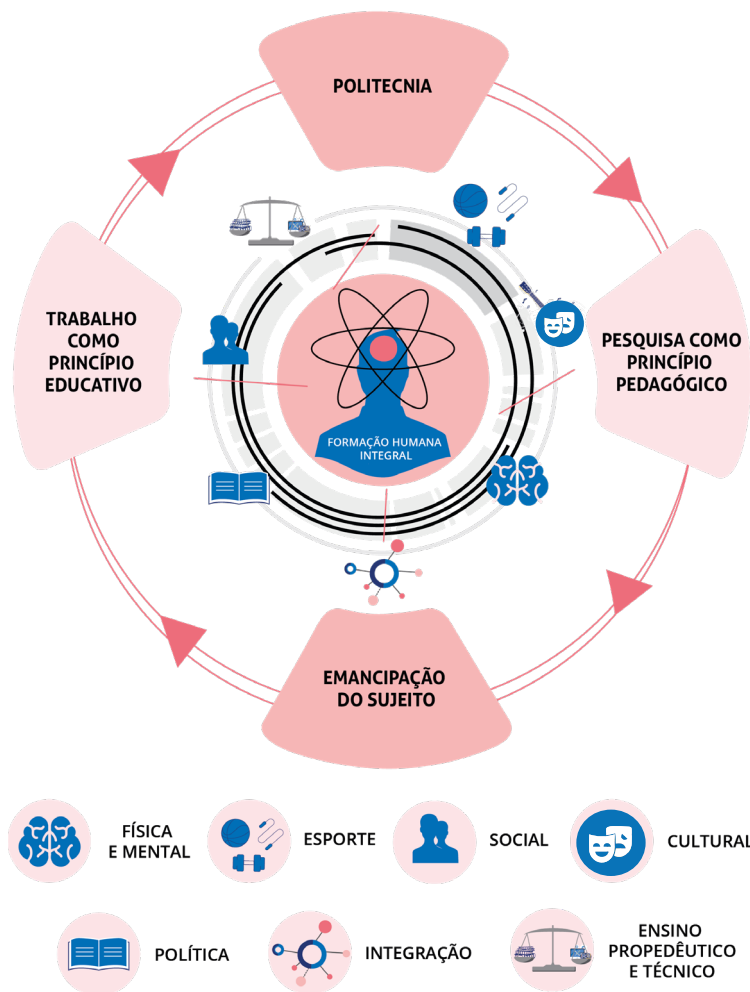 POLITECNIA
TRABALHO
COMO
PRINCÍPIO
EDUCATIVO
PESQUISA COMO
PRINCÍPIO
PEDAGÓGICO
FORMAÇÃO HUMANA
INTEGRAL
EMANCIPAÇÃO
DO SUJEITO
FÍSICA
E MENTAL
ESPORTE
SOCIAL
CULTURAL
POLÍTICA
INTEGRAÇÃO
ENSINO
PROPEDÊUTICO
E TÉCNICO